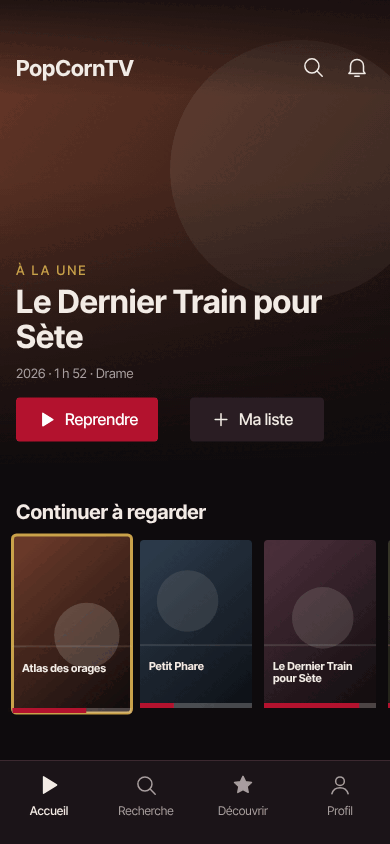 PopCornTV
À LA UNE
Le Dernier Train pour
Sète
2026 · 1 h 52 · Drame
Reprendre
Ma liste
Continuer à regarder
Atlas des orages
Petit Phare
Le Dernier Train
pour Sète
Accueil
Recherche
Découvrir
Profil